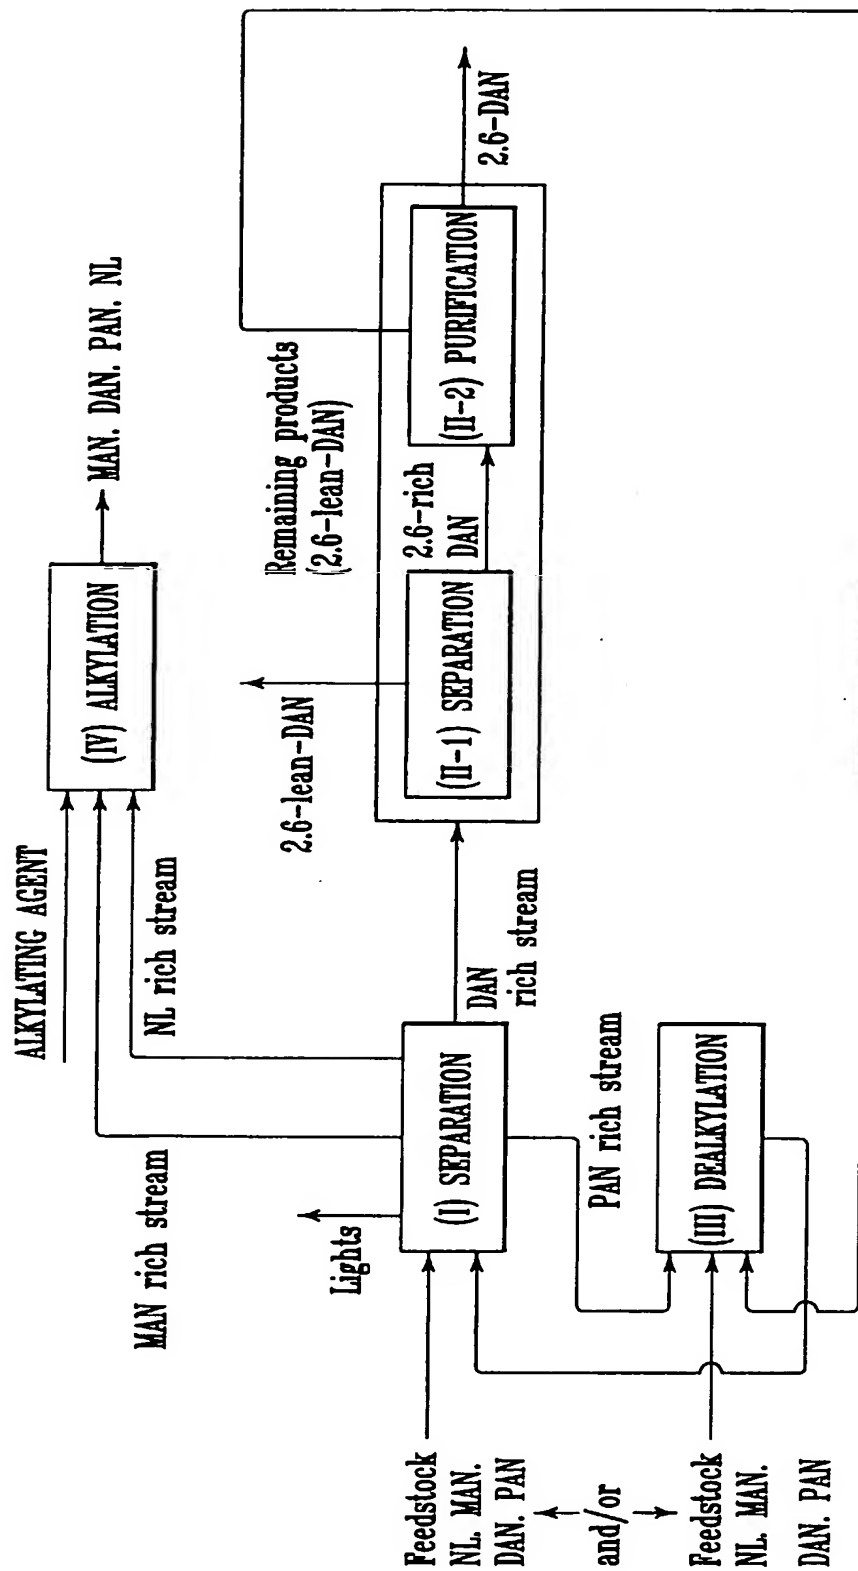 ALKYLATING AGENT
MAN rich stream
NL rich stream
(IV) ALKYLATION
MAN. DAN. PAN. NL
Lights
2.6-lean-DAN
Remaining products
(2.6-lean-DAN)
Feedstock
NL. MAN.
DAN. PAN
(I) SEPARATION
DAN
rich stream
(II-1) SEPARATION
2.6-rich
DAN
(II-2) PURIFICATION
2.6-DAN
and/or
PAN rich stream
Feedstock
NL. MAN.
DAN. PAN
(III) DEALKYLATION